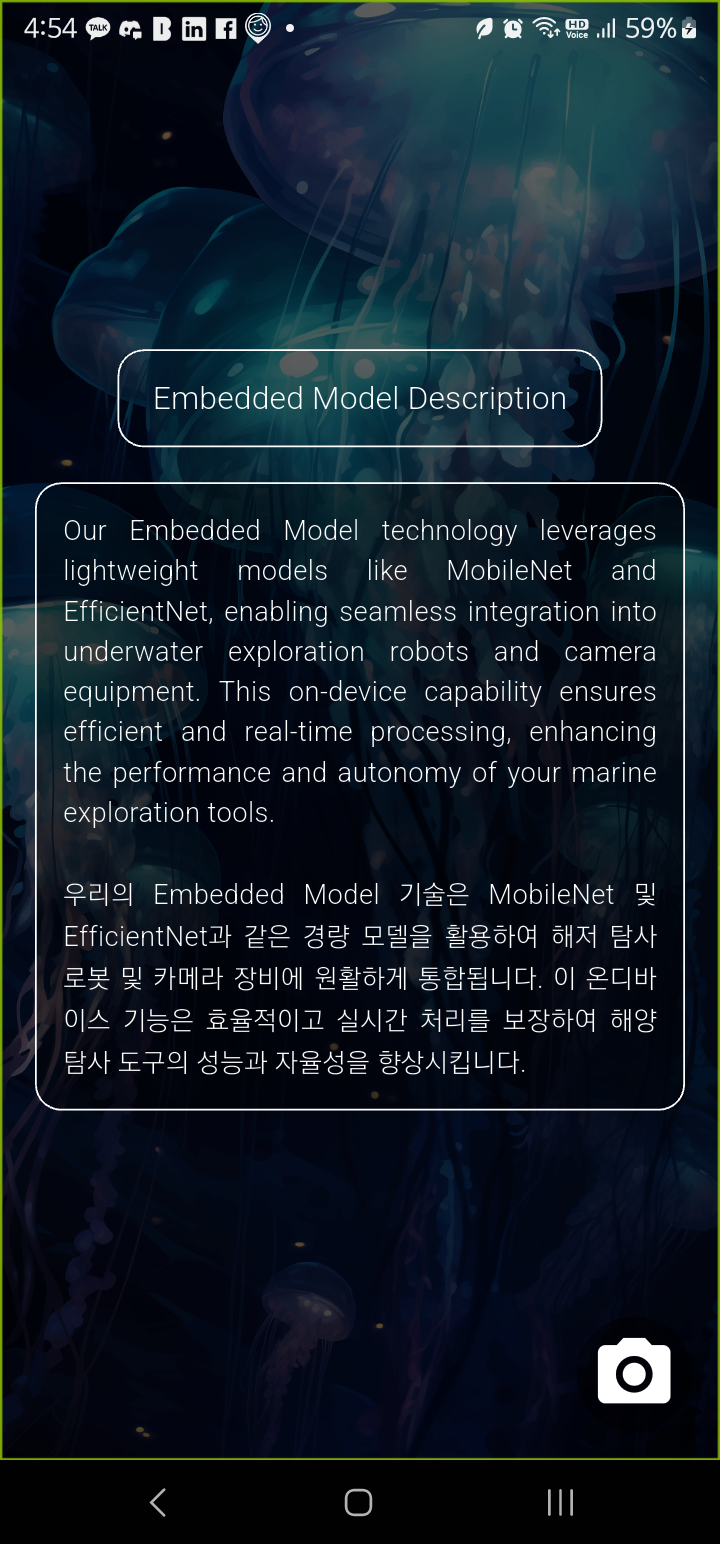 4:54 TALK in HD Voice 59%
Embedded Model Description
Our Embedded Model technology leverages
lightweight models like MobileNet and
EfficientNet, enabling seamless integration into
underwater exploration robots and camera
equipment. This on-device capability ensures
efficient and real-time processing, enhancing
the performance and autonomy of your marine
exploration tools.
우리의 Embedded Model 기술은 MobileNet 및
EfficientNet과 같은 경량 모델을 활용하여 해저 탐사
로봇 및 카메라 장비에 원활하게 통합됩니다. 이 온디바
이스 기능은 효율적이고 실시간 처리를 보장하여 해양
탐사 도구의 성능과 자율성을 향상시킵니다.